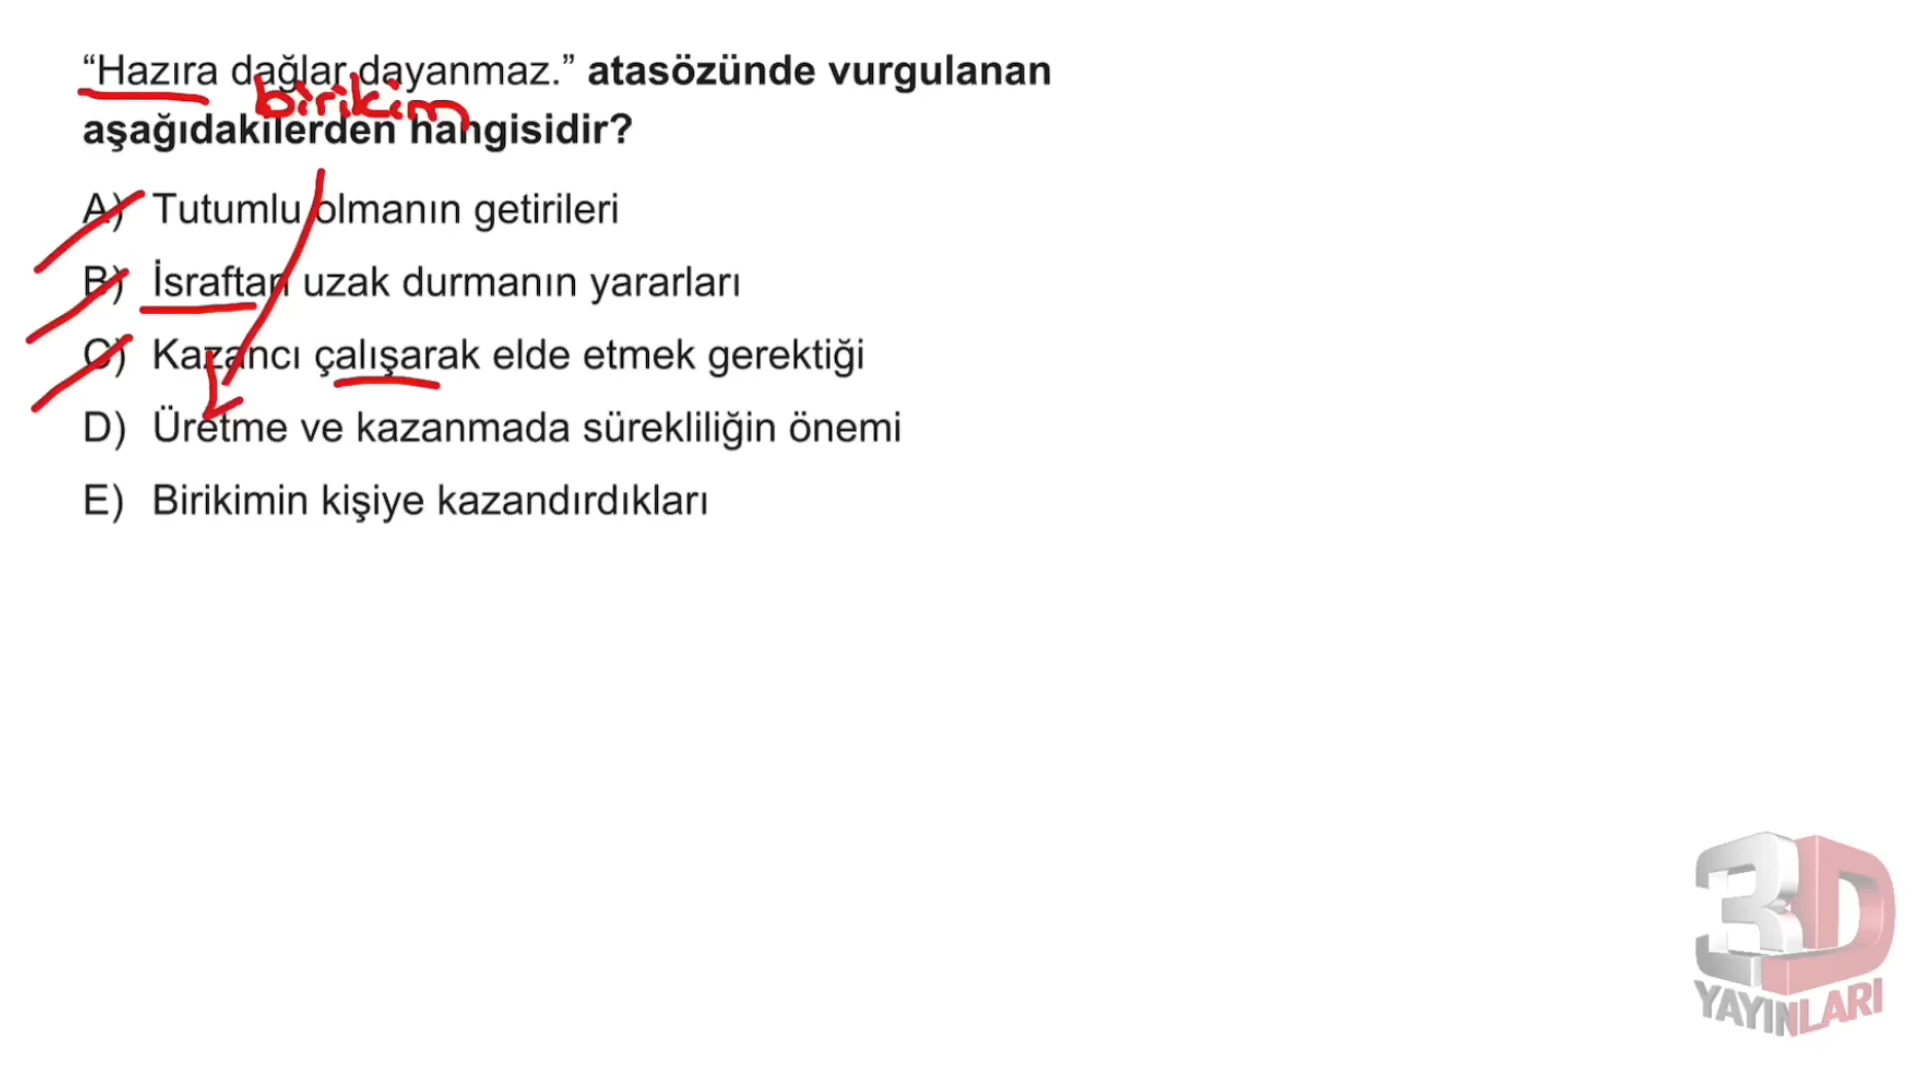 “Hazıra dağlar dayanmaz.” atasözünde vurgulanan
birikim
aşağıdakilerden hangisidir?
A) Tutumlu olmanın getirileri
B) İsraftan uzak durmanın yararları
C) Kazancı çalışarak elde etmek gerektiği
D) Üretme ve kazanmada sürekliliğin önemi
E) Birikimin kişiye kazandırdıkları
3D
YAYINLARI